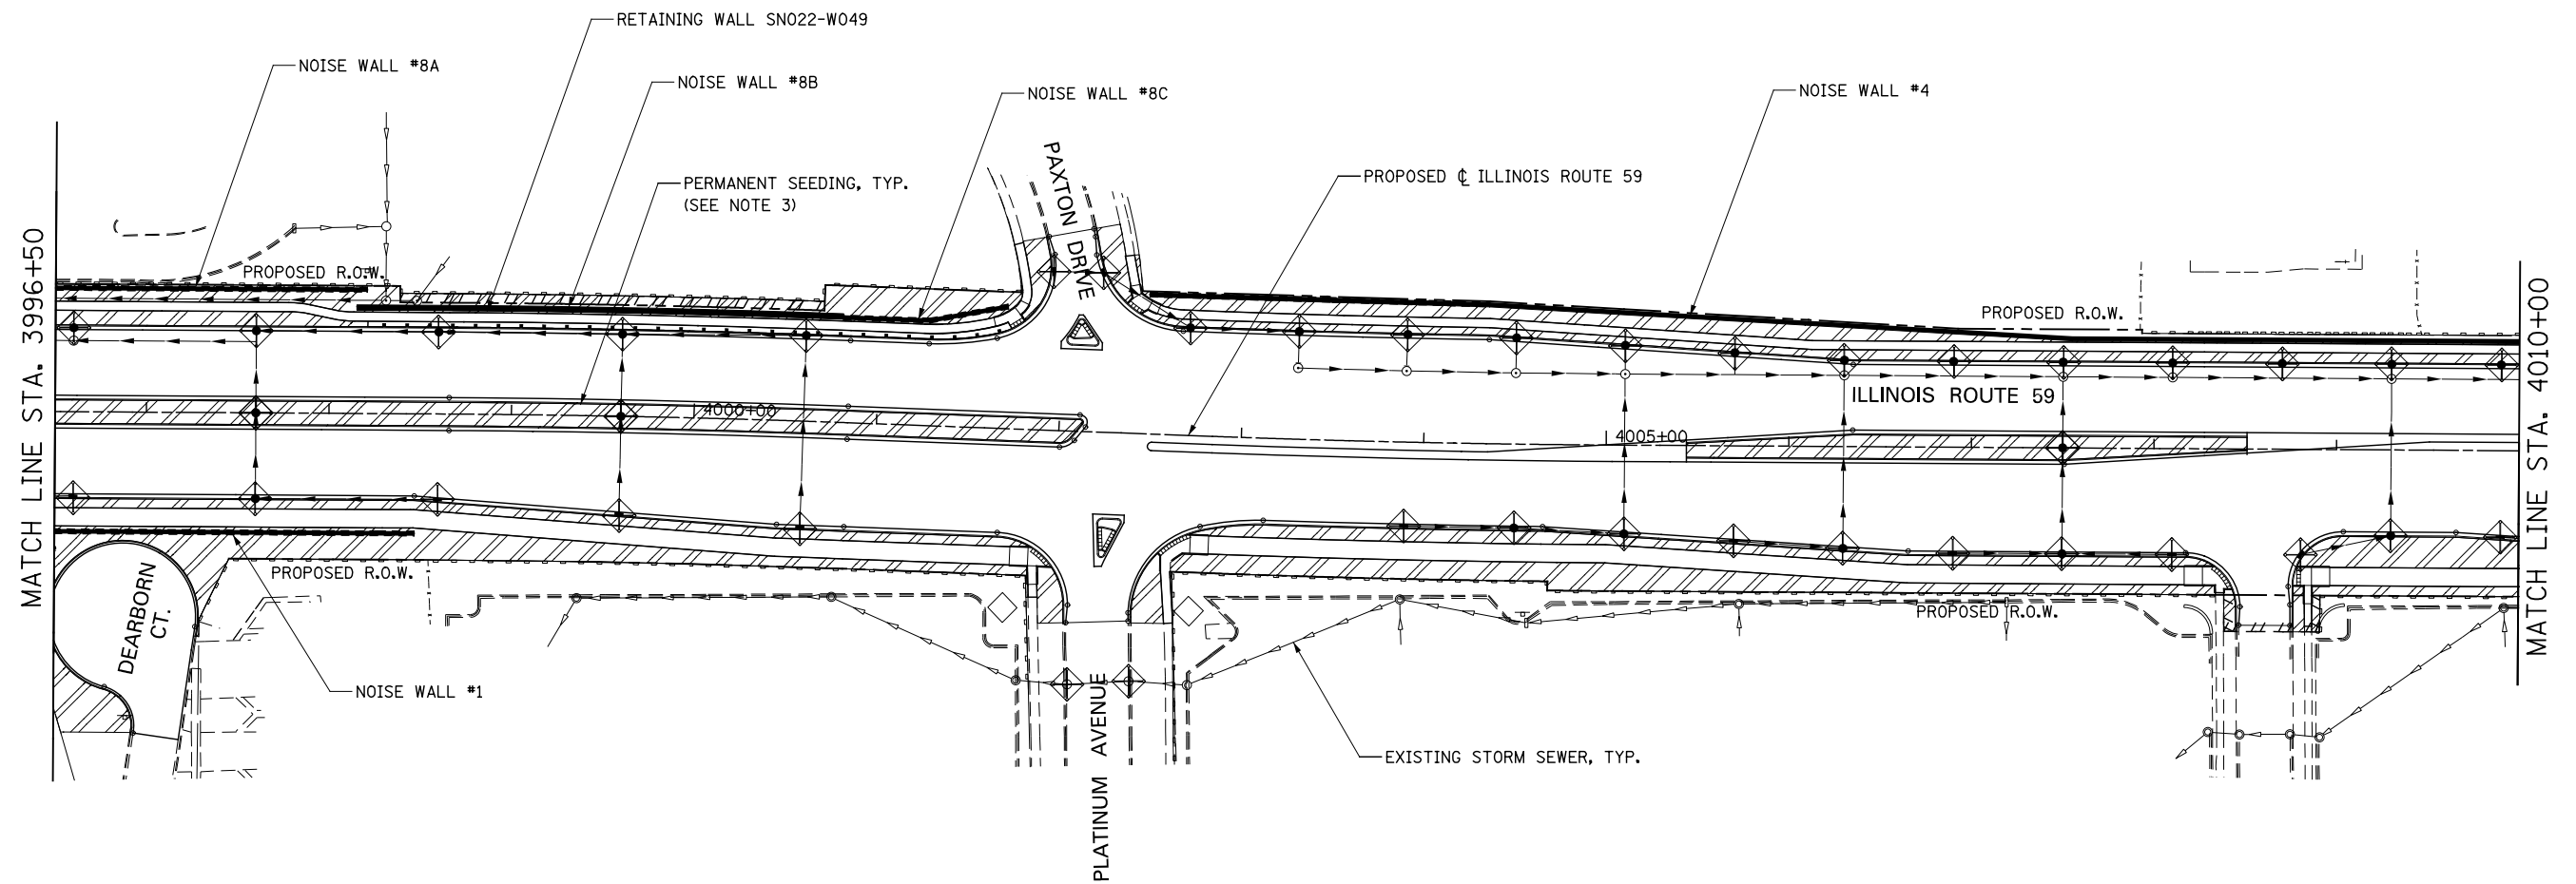 RETAINING WALL SN022-W049
NOISE WALL #8A
NOISE WALL #8B
NOISE WALL #8C
NOISE WALL #4
PERMANENT SEEDING, TYP.
(SEE NOTE 3)
PAXTON DRIVE
PROPOSED ℄ ILLINOIS ROUTE 59
MATCH LINE STA. 3996+50
PROPOSED R.O.W.
PROPOSED R.O.W.
MATCH LINE STA. 4010+00
ILLINOIS ROUTE 59
4000+00
4005+00
PROPOSED R.O.W.
PROPOSED R.O.W.
DEARBORN
CT.
NOISE WALL #1
PLATINUM AVENUE
EXISTING STORM SEWER, TYP.